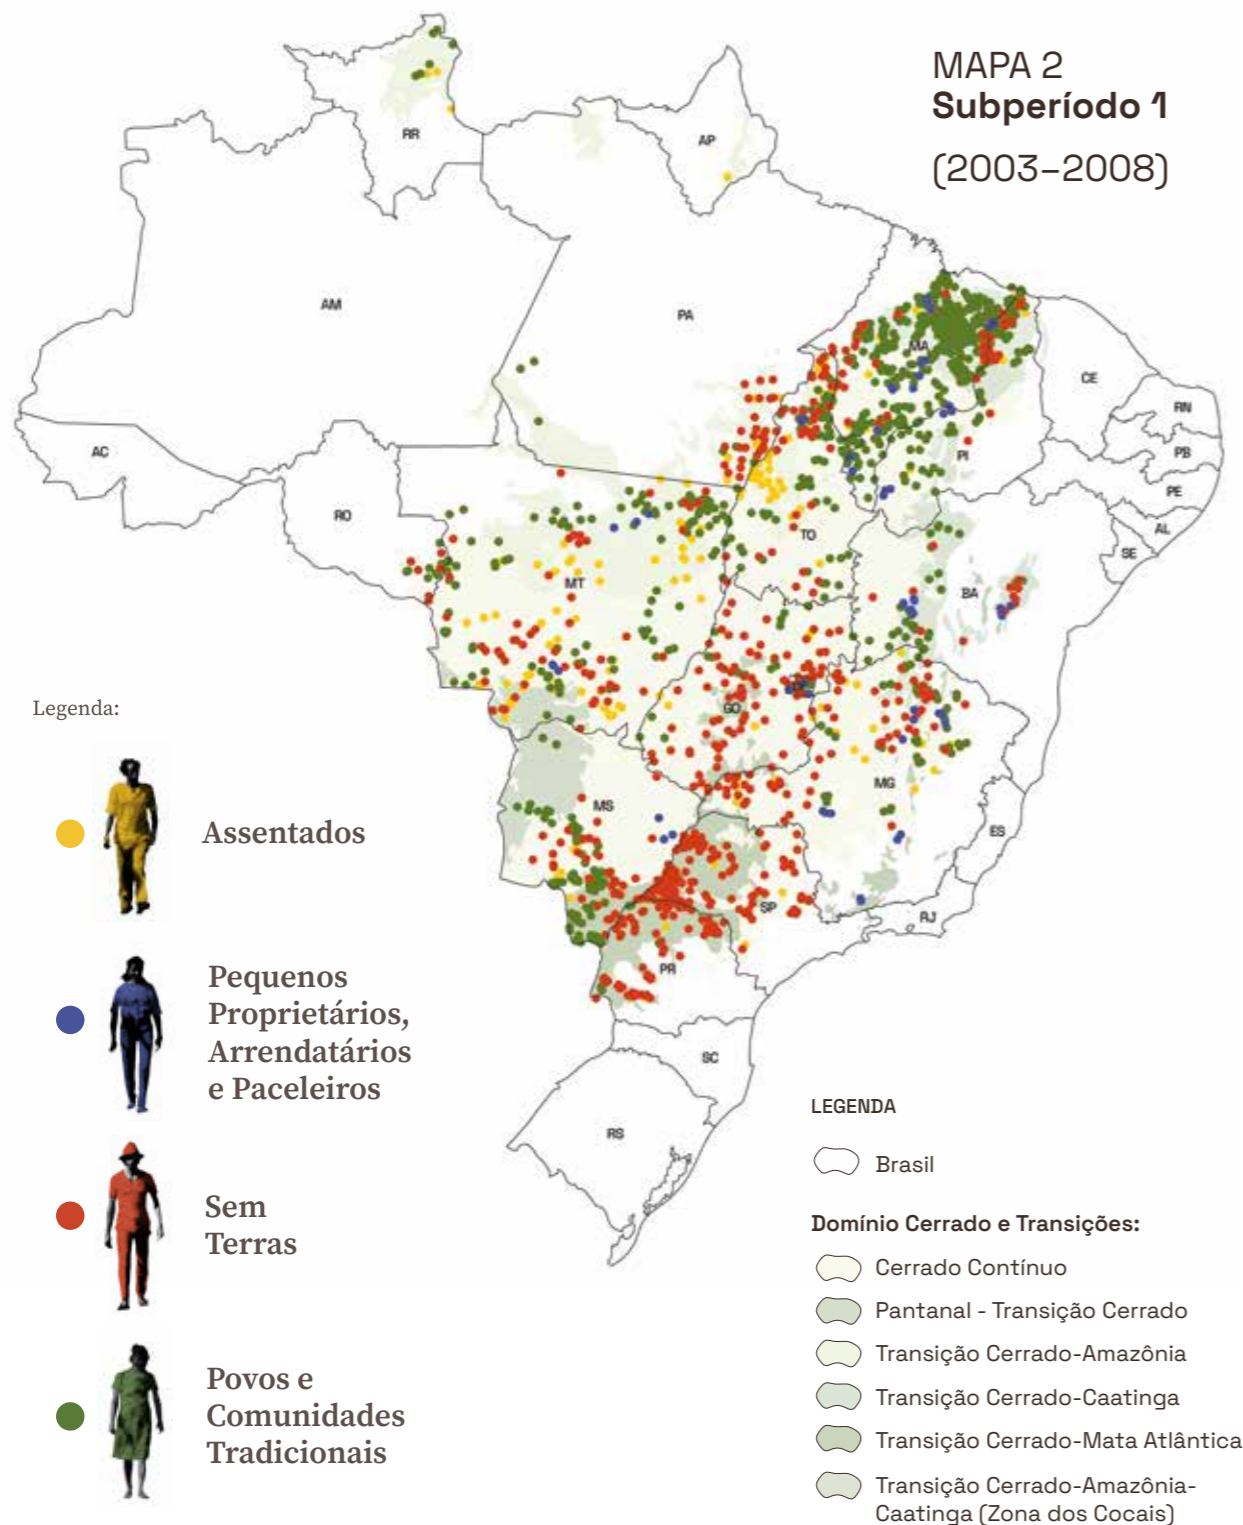 MAPA 2
Subperíodo 1
(2003–2008)
RR
AP
AM
PA
MA
CE
RN
PB
PE
AL
SE
PI
AC
RO
TO
BA
MT
GO
DF
MG
MS
ES
SP
RJ
PR
SC
RS
Legenda:
Assentados
Pequenos
Proprietários,
Arrendatários
e Paceleiros
Sem
Terras
Povos e
Comunidades
Tradicionais
LEGENDA
Brasil
Domínio Cerrado e Transições:
Cerrado Contínuo
Pantanal - Transição Cerrado
Transição Cerrado-Amazônia
Transição Cerrado-Caatinga
Transição Cerrado-Mata Atlântica
Transição Cerrado-Amazônia-
Caatinga (Zona dos Cocais)